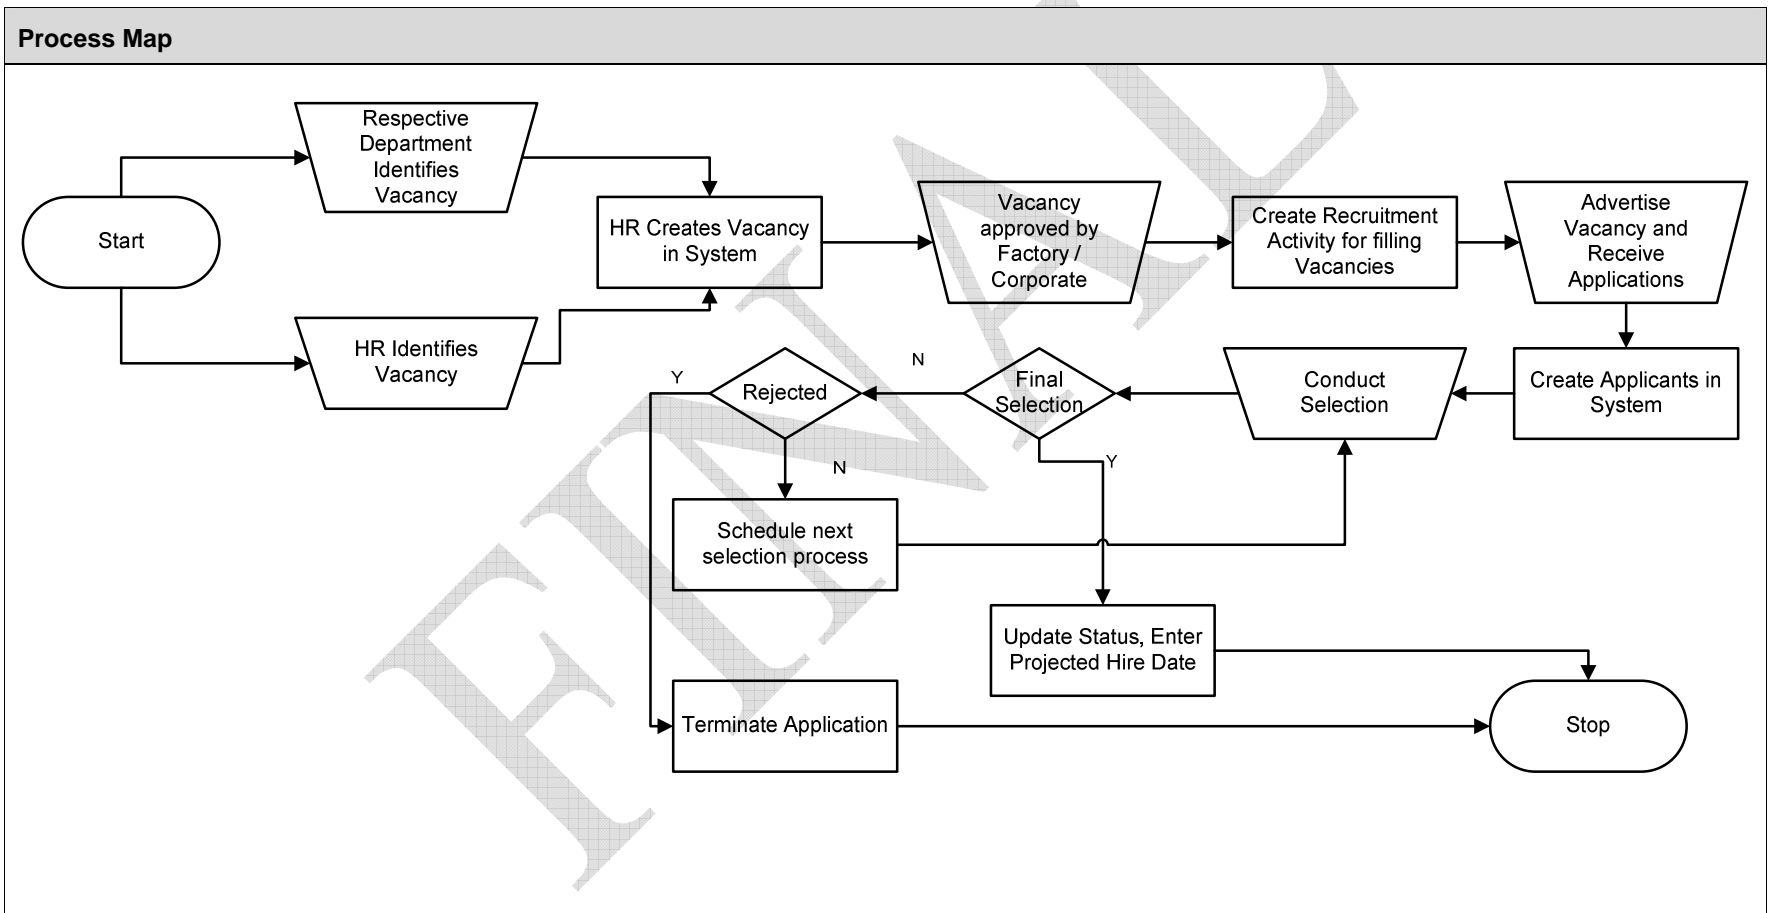 Process Map
Respective
Department
Identifies
Vacancy
Start
HR Creates Vacancy
in System
Vacancy
approved by
Factory /
Corporate
Create Recruitment
Activity for filling
Vacancies
Advertise
Vacancy and
Receive
Applications
HR Identifies
Vacancy
Y
Rejected
N
Final
Selection
Conduct
Selection
Create Applicants in
System
N
Y
Schedule next
selection process
Update Status, Enter
Projected Hire Date
Terminate Application
Stop
FINAL